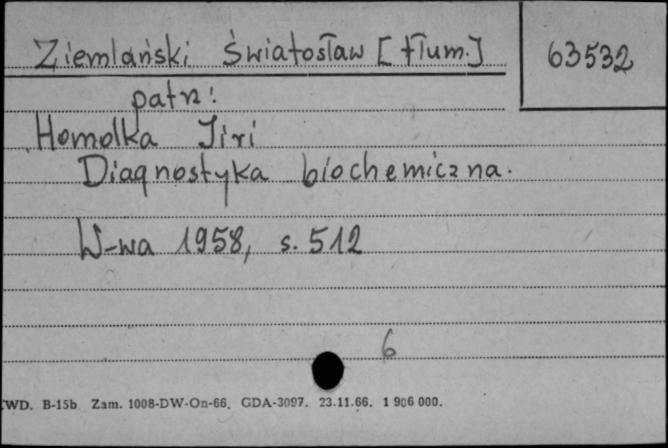 Ziemlański Światosław [tłum.]
63532
patrz:
Homolka Jiri
Diagnostyka biochemiczna.
W-wa 1958, s. 512
6
WD. B-15b Zam. 1008-DW-On-66. GDA-3097. 23.11.66. 1 906 000.